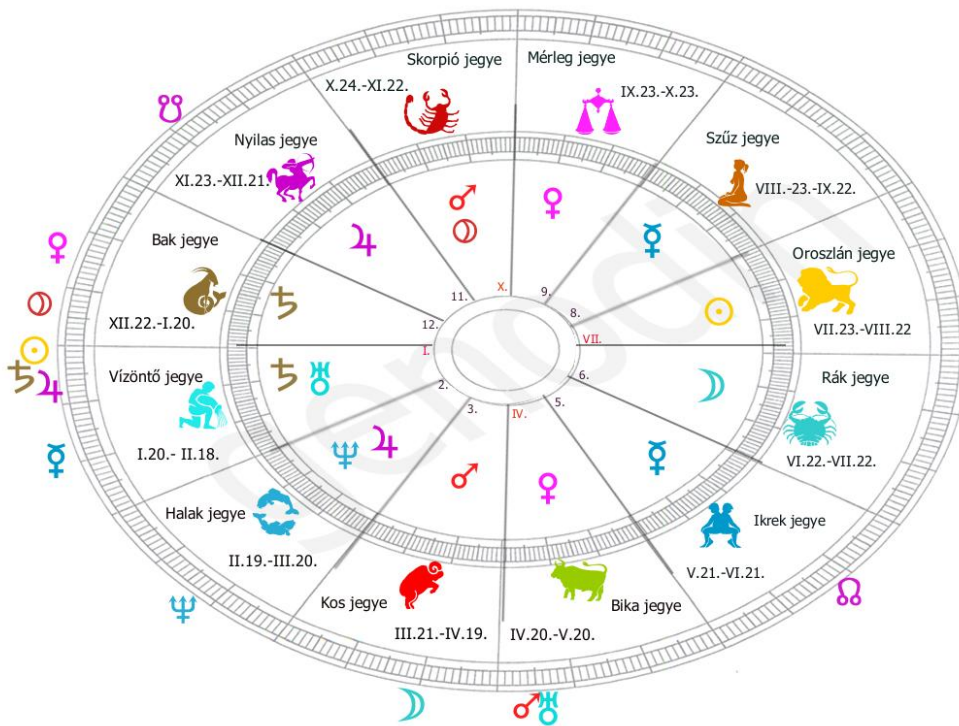 Skorpió jegye
X.24.-XI.22.
Mérleg jegye
IX.23.-X.23.
Nyilas jegye
XI.23.-XII.21.
Szűz jegye
VIII.-23.-IX.22.
Bak jegye
XII.22.-I.20.
Oroszlán jegye
VII.23.-VIII.22
11.
X.
9.
8.
12.
I.
VII.
2.
3.
IV.
5.
6.
Vízöntő jegye
I.20.- II.18.
Rák jegye
VI.22.-VII.22.
Halak jegye
II.19.-III.20.
Ikrek jegye
V.21.-VI.21.
Kos jegye
III.21.-IV.19.
Bika jegye
IV.20.-V.20.